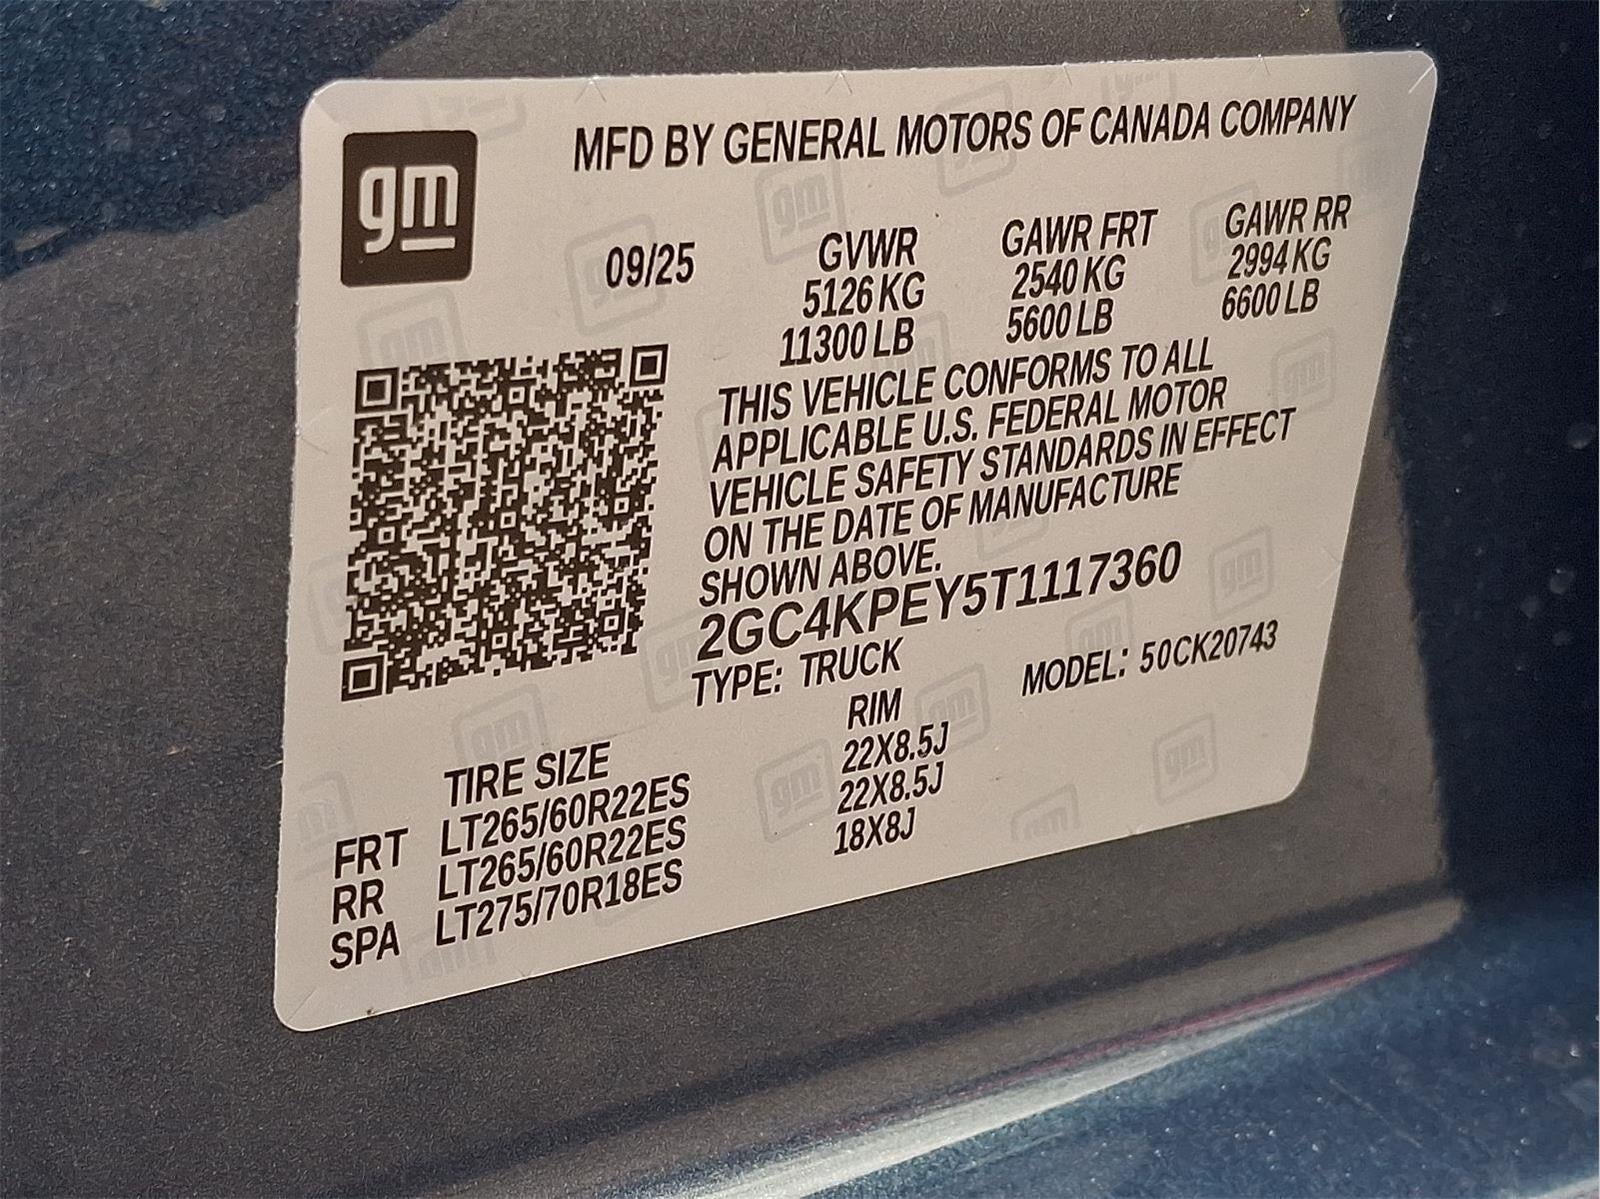 gm
MFD BY GENERAL MOTORS OF CANADA COMPANY
09/25
GVWR GAWR FRT GAWR RR
5126 KG 2540 KG 2994 KG
11300 LB 5600 LB 6600 LB
THIS VEHICLE CONFORMS TO ALL
APPLICABLE U.S. FEDERAL MOTOR
VEHICLE SAFETY STANDARDS IN EFFECT
ON THE DATE OF MANUFACTURE
SHOWN ABOVE.
2GC4KPEY5T1117360
TYPE: TRUCK MODEL: 50CK20743
TIRE SIZE RIM
FRT LT265/60R22ES 22X8.5J
RR LT265/60R22ES 22X8.5J
SPA LT275/70R18ES 18X8J